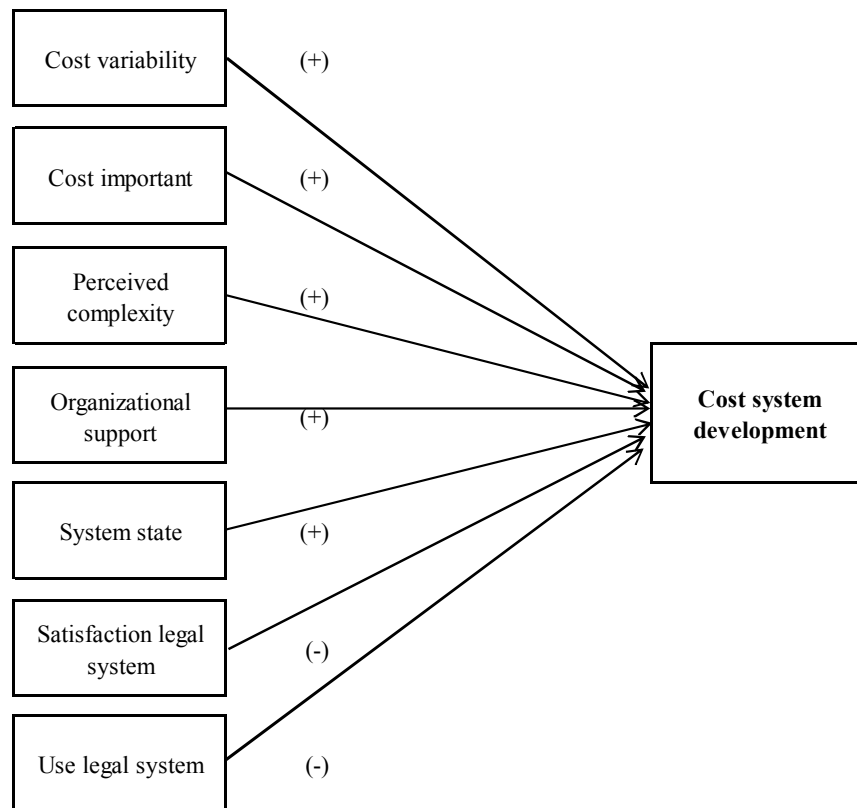 Cost variability
(+)
Cost important
(+)
Perceived
complexity
(+)
Organizational
support
(+)
Cost system
development
System state
(+)
Satisfaction legal
system
(-)
Use legal system
(-)